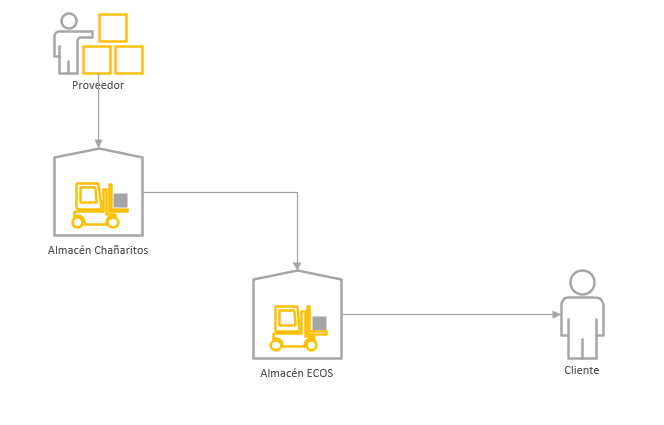 Proveedor
Almacén Chañaritos
Almacén ECOS
Cliente